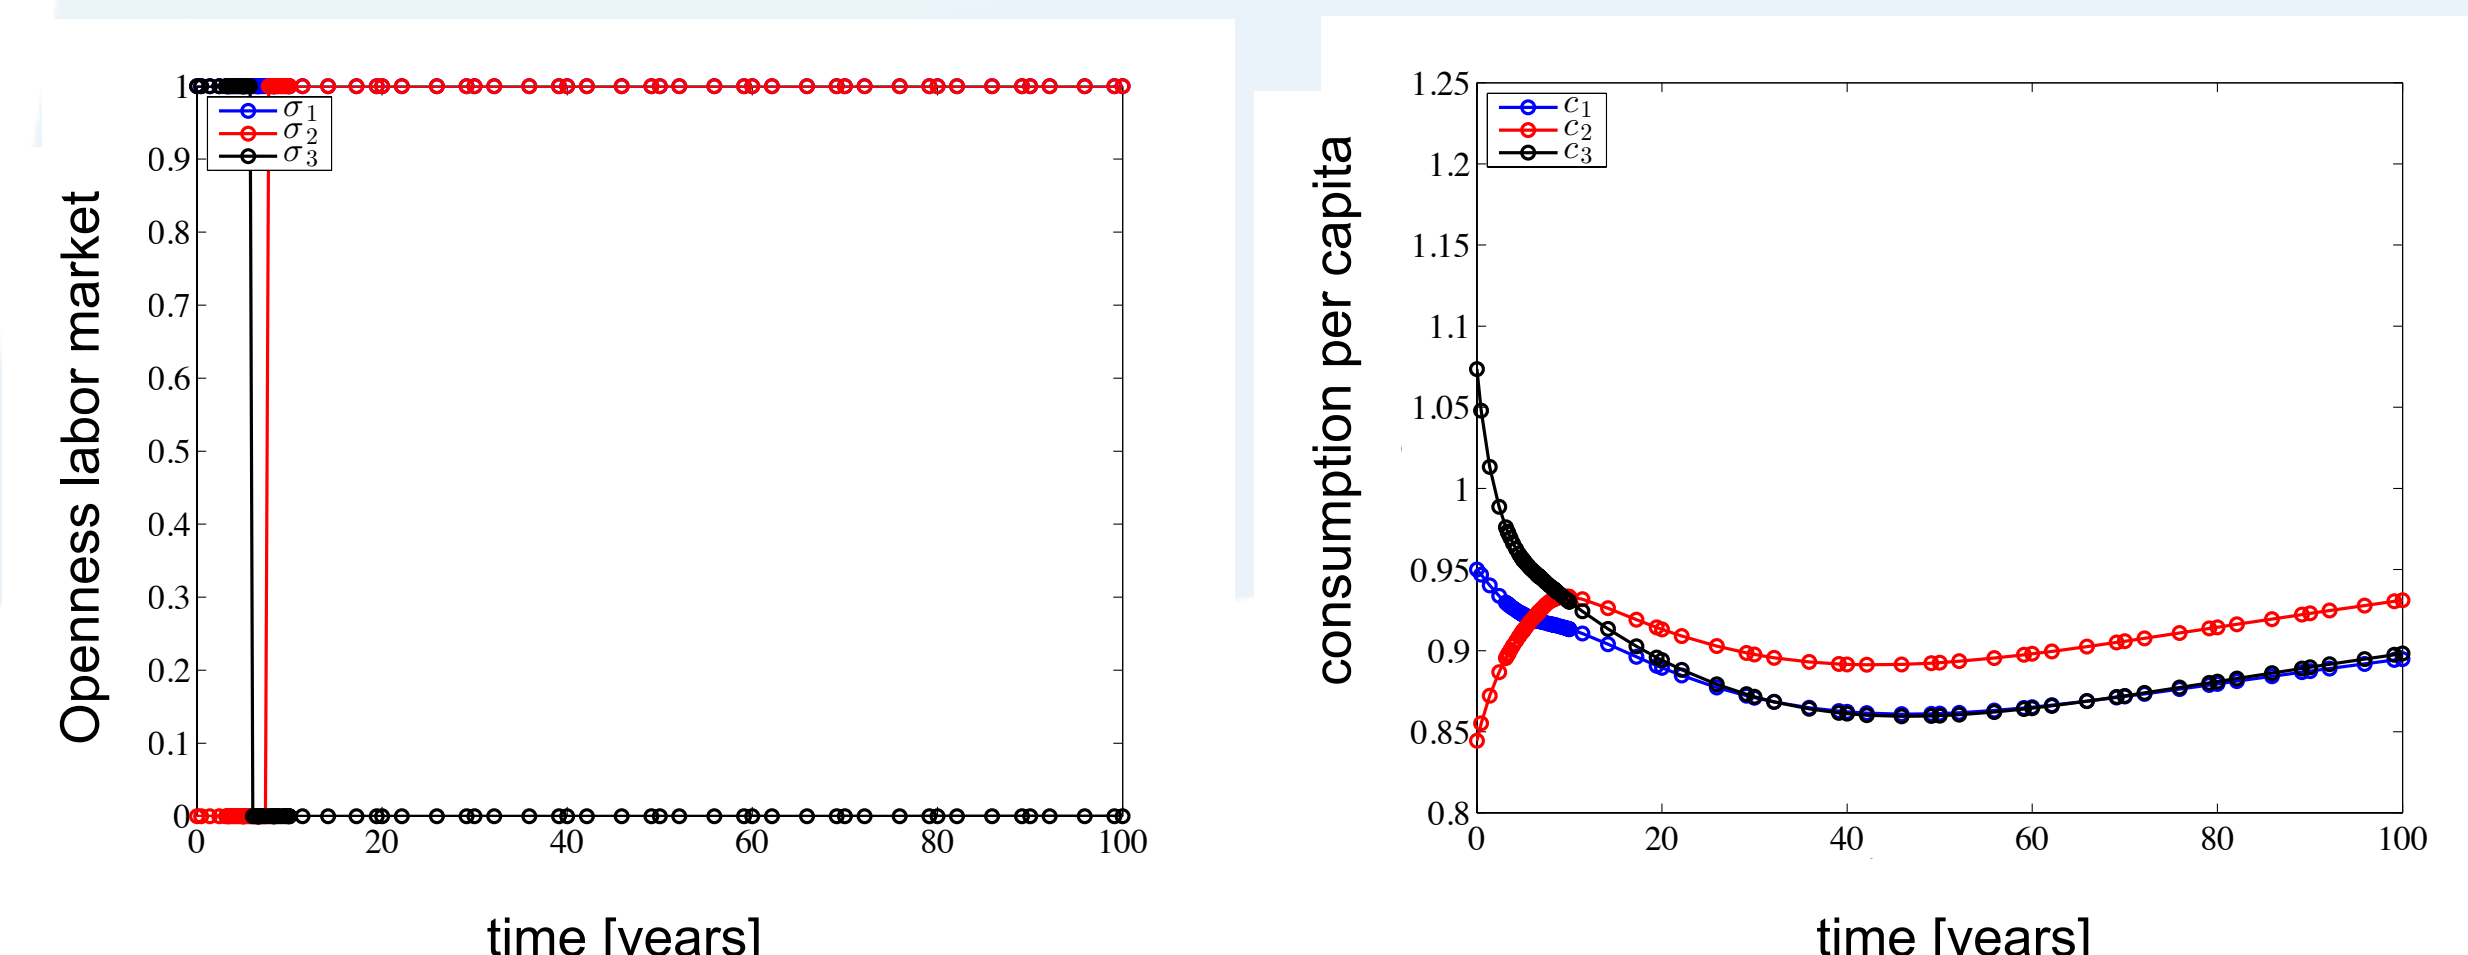 Openness labor market
1
0.9
0.8
0.7
0.6
0.5
0.4
0.3
0.2
0.1
0
σ1
σ2
σ3
0 20 40 60 80 100
time [years]
consumption per capita
1.25
1.2
1.15
1.1
1.05
1
0.95
0.9
0.85
0.8
c1
c2
c3
0 20 40 60 80 100
time [years]